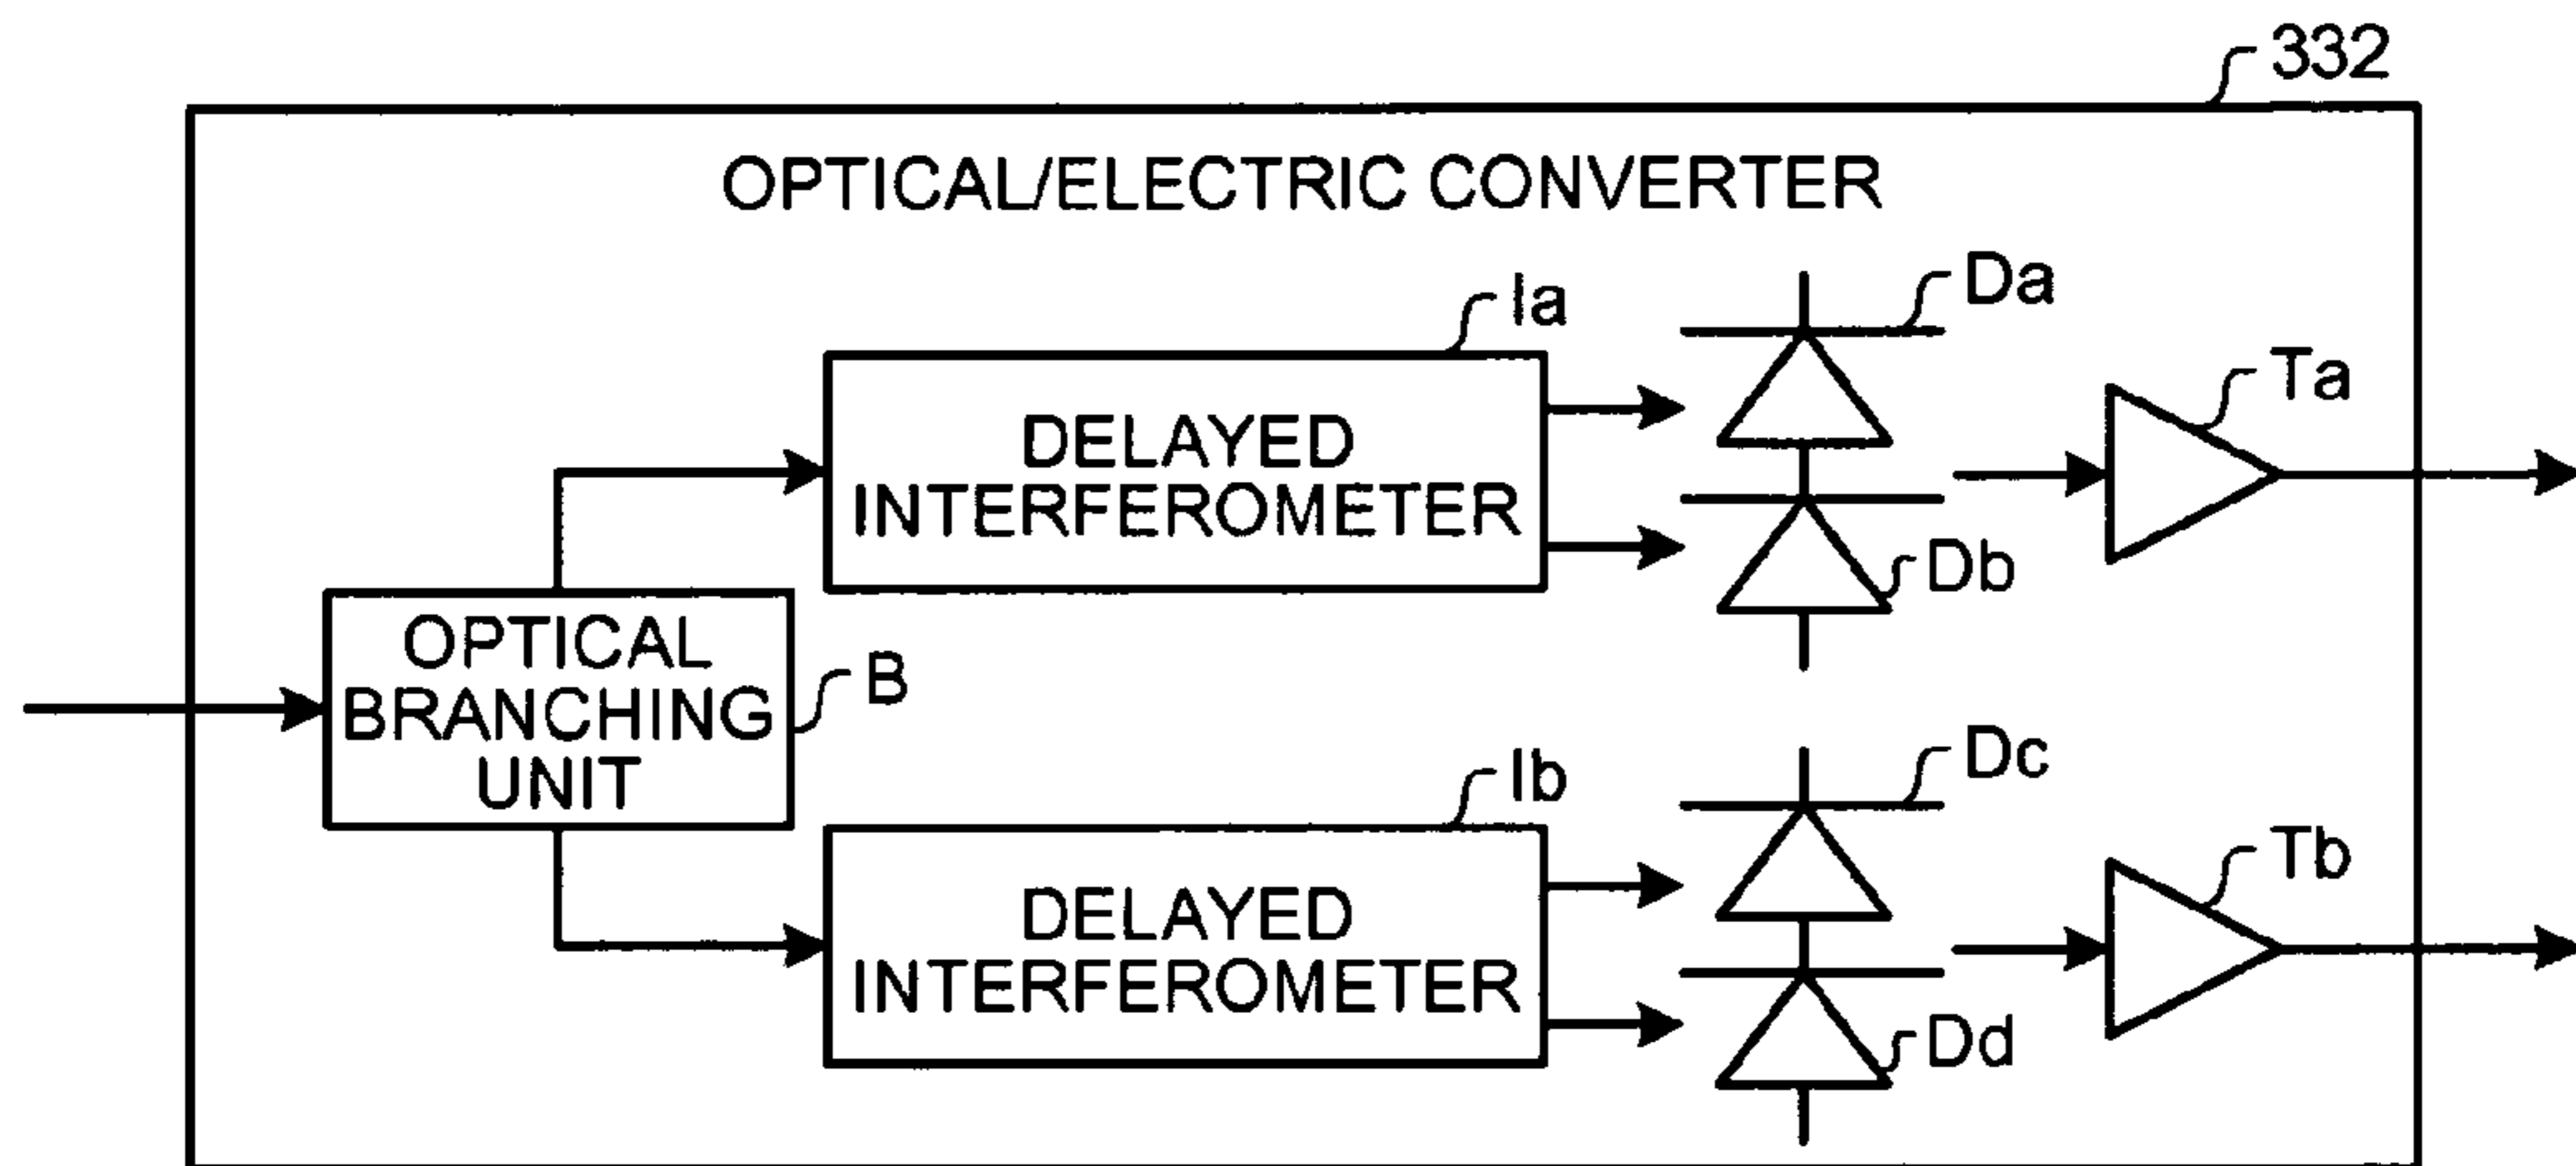 332
OPTICAL/ELECTRIC CONVERTER
Da
Ia
Ta
DELAYED
INTERFEROMETER
Db
OPTICAL
BRANCHING
UNIT
B
Dc
Ib
Tb
DELAYED
INTERFEROMETER
Dd